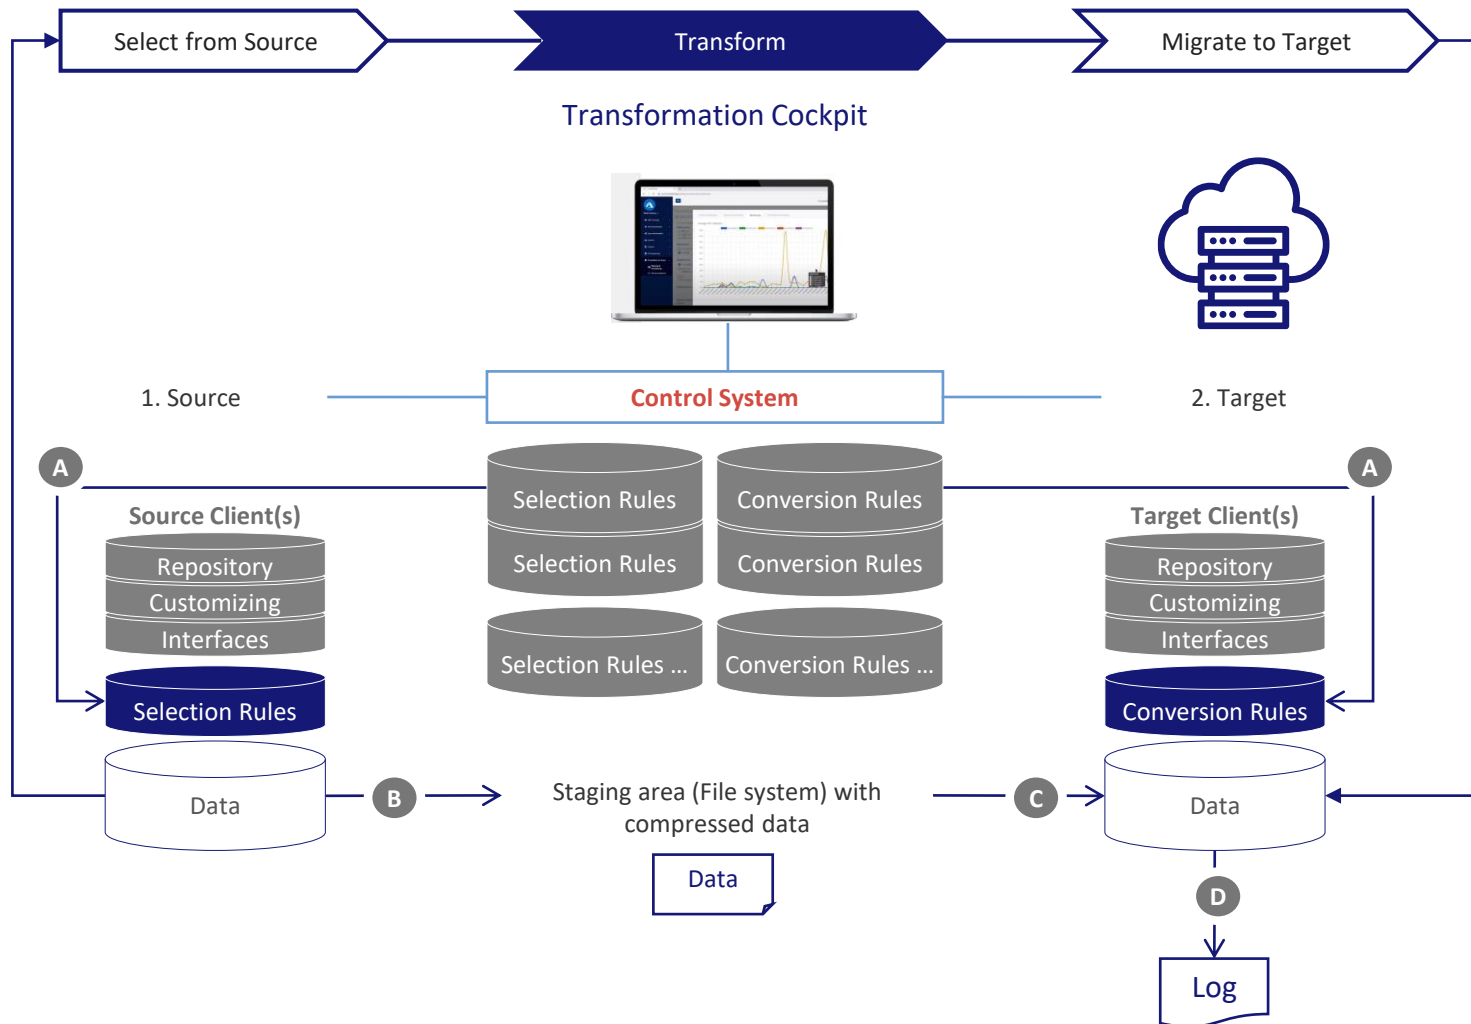 Select from Source
Transform
Migrate to Target
Transformation Cockpit
1. Source
Control System
2. Target
A
A
Selection Rules
Conversion Rules
Source Client(s)
Target Client(s)
Repository
Selection Rules
Conversion Rules
Repository
Customizing
Customizing
Interfaces
Interfaces
Selection Rules ...
Conversion Rules ...
Selection Rules
Conversion Rules
Data
B
Staging area (File system) with
compressed data
C
Data
Data
D
Log